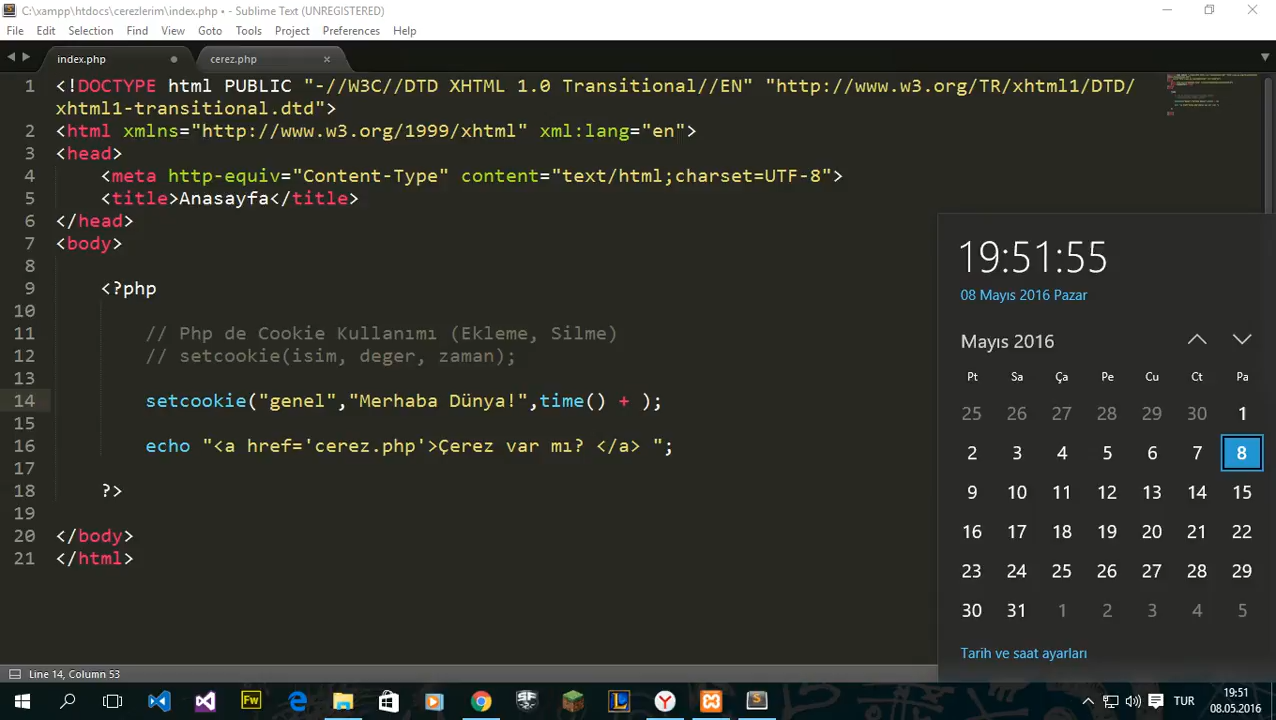 C:\xampp\htdocs\cerezlerim\index.php • - Sublime Text (UNREGISTERED)
File Edit Selection Find View Goto Tools Project Preferences Help
index.php cerez.php
1 <!DOCTYPE html PUBLIC "-//W3C//DTD XHTML 1.0 Transitional//EN" "http://www.w3.org/TR/xhtml1/DTD/
xhtml1-transitional.dtd">
2 <html xmlns="http://www.w3.org/1999/xhtml" xml:lang="en">
3 <head>
4 <meta http-equiv="Content-Type" content="text/html;charset=UTF-8">
5 <title>Anasayfa</title>
6 </head>
7 <body>
8
9 <?php
10
11 // Php de Cookie Kullanımı (Ekleme, Silme)
12 // setcookie(isim, deger, zaman);
13
14 setcookie("genel","Merhaba Dünya!",time() + );
15
16 echo "<a href='cerez.php'>Çerez var mı? </a> ";
17
18 ?>
19
20 </body>
21 </html>
19:51:55
08 Mayıs 2016 Pazar
Mayıs 2016
Pt Sa Ça Pe Cu Ct Pa
25 26 27 28 29 30 1
2 3 4 5 6 7 8
9 10 11 12 13 14 15
16 17 18 19 20 21 22
23 24 25 26 27 28 29
30 31 1 2 3 4 5
Tarih ve saat ayarları
Line 14, Column 53
Fw
TUR
19:51
08.05.2016